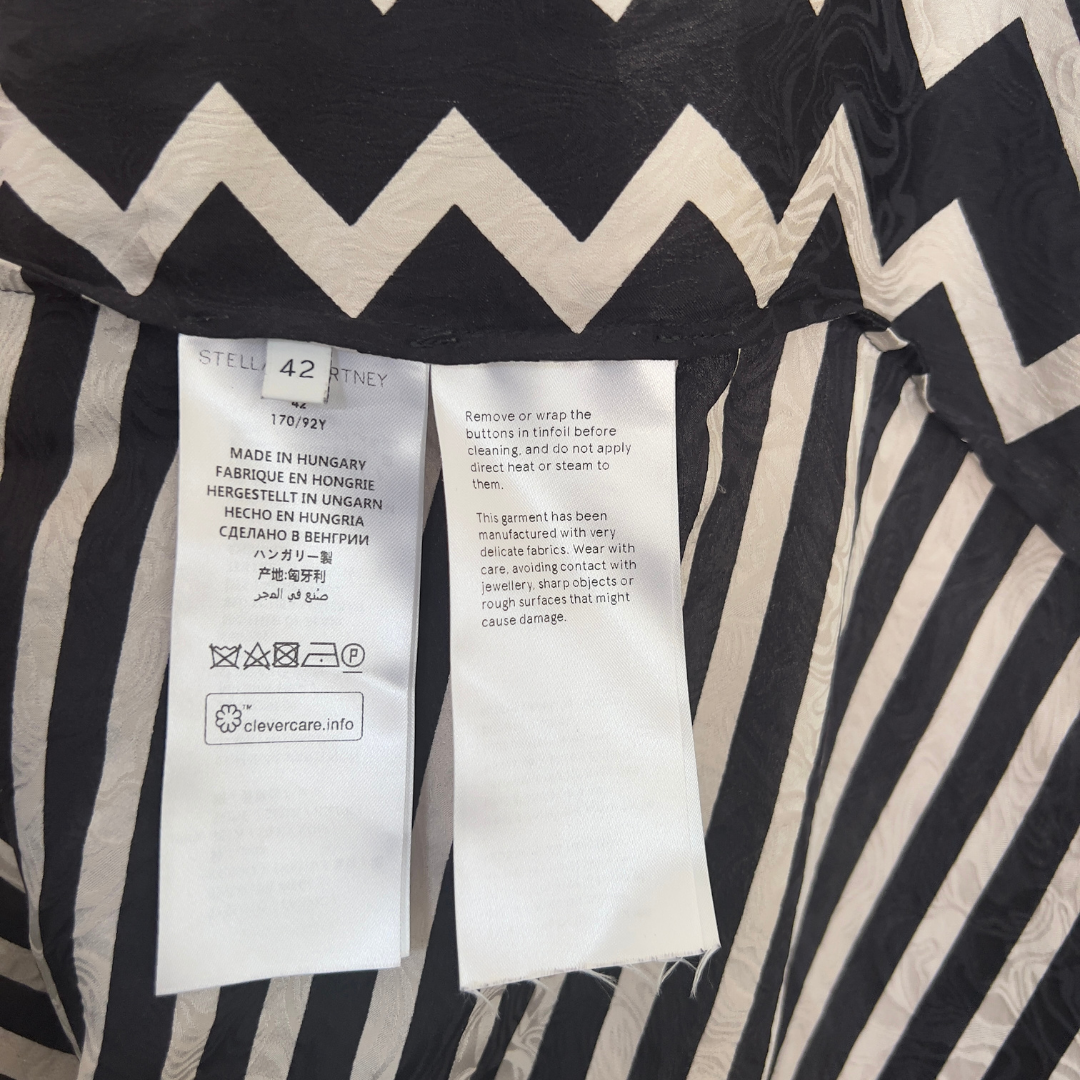 STELL
RTNEY
42
42
170/92Y
MADE IN HUNGARY
FABRIQUE EN HONGRIE
HERGESTELLT IN UNGARN
HECHO EN HUNGRIA
СДЕЛАНО В ВЕНГРИИ
ハンガリー製
产地:匈牙利
صنع في المجر
P
™
clevercare.info
Remove or wrap the
buttons in tinfoil before
cleaning, and do not apply
direct heat or steam to
them.
This garment has been
manufactured with very
delicate fabrics. Wear with
care, avoiding contact with
jewellery, sharp objects or
rough surfaces that might
cause damage.